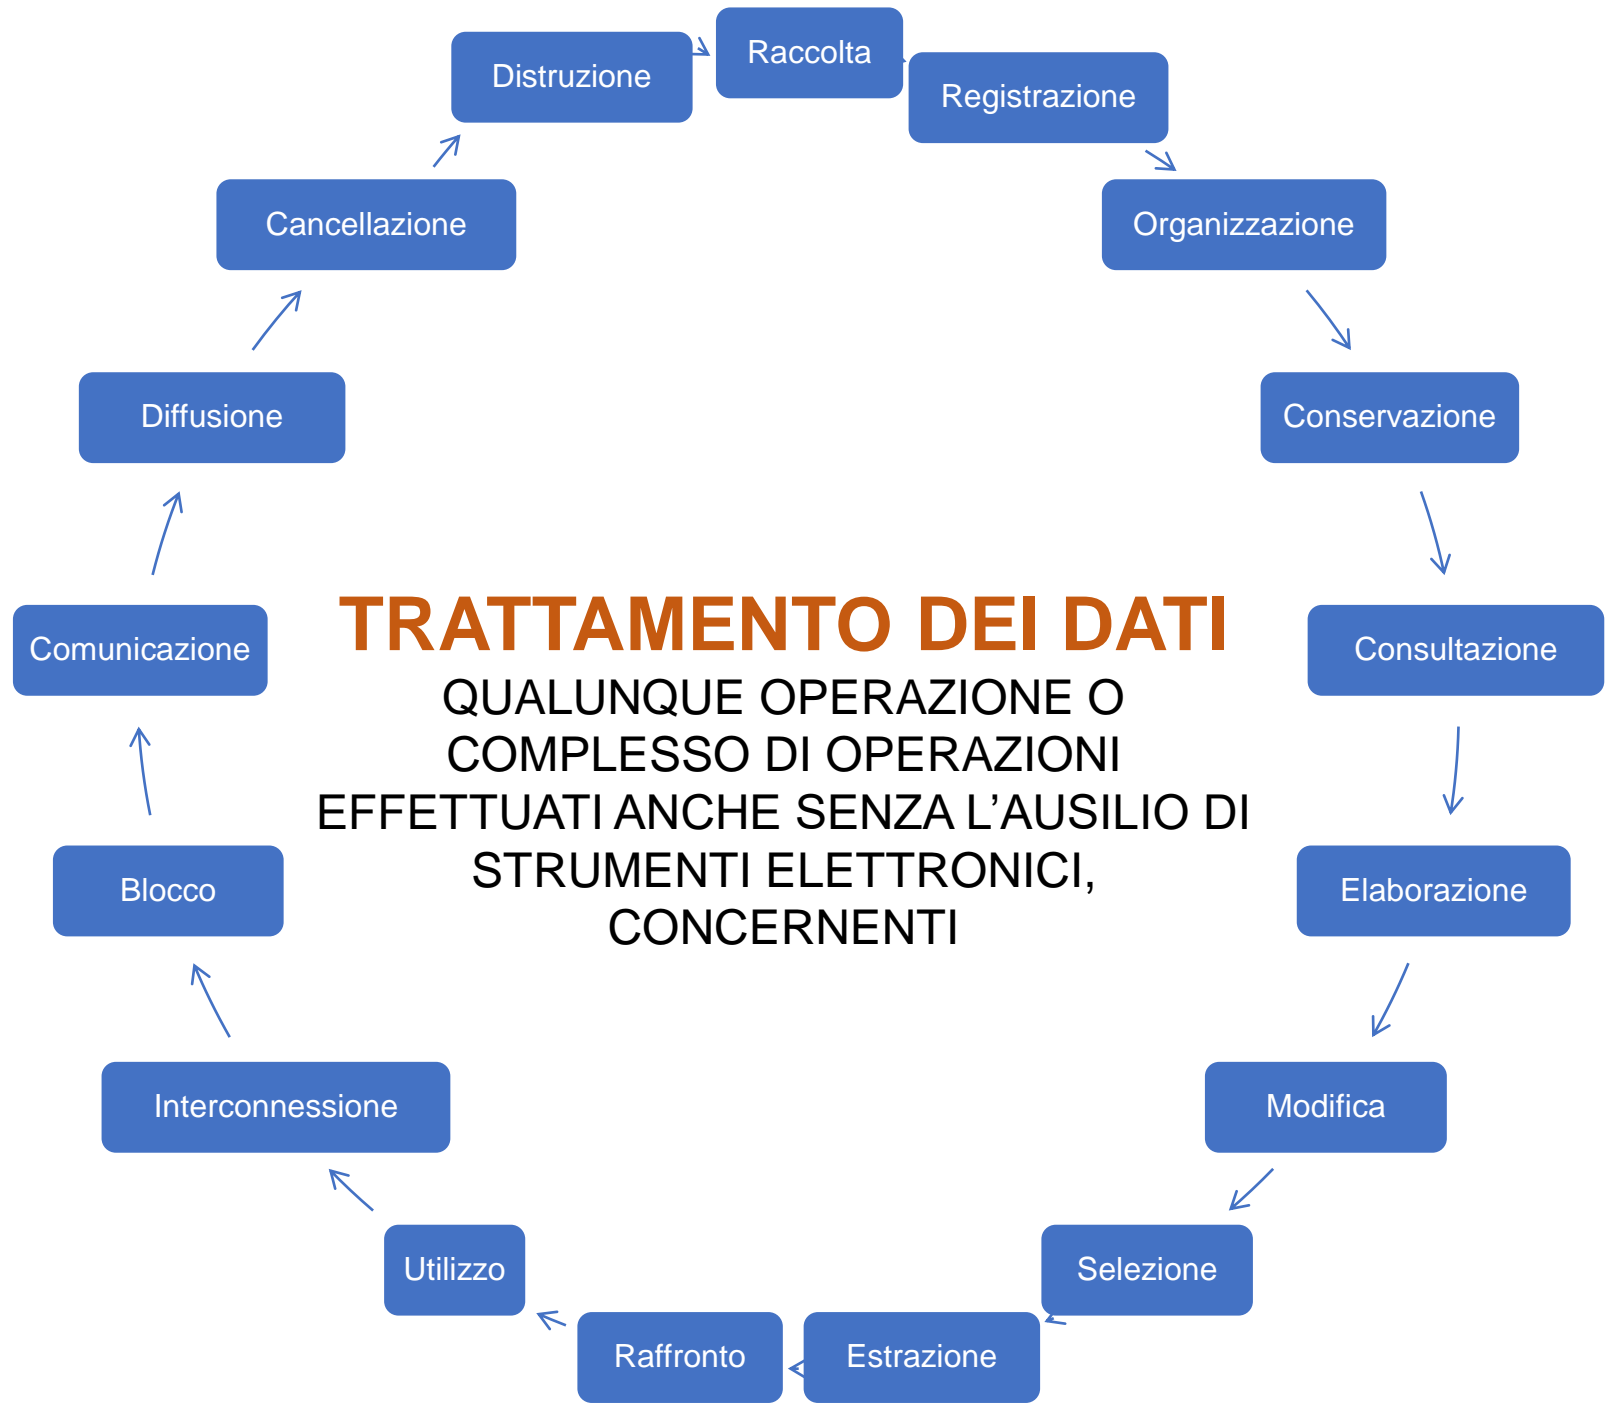 Raccolta
Registrazione
Organizzazione
Conservazione
Consultazione
Elaborazione
Modifica
Selezione
Estrazione
Raffronto
Utilizzo
Interconnessione
Blocco
Comunicazione
Diffusione
Cancellazione
Distruzione
TRATTAMENTO DEI DATI
QUALUNQUE OPERAZIONE O
COMPLESSO DI OPERAZIONI
EFFETTUATI ANCHE SENZA L’AUSILIO DI
STRUMENTI ELETTRONICI,
CONCERNENTI